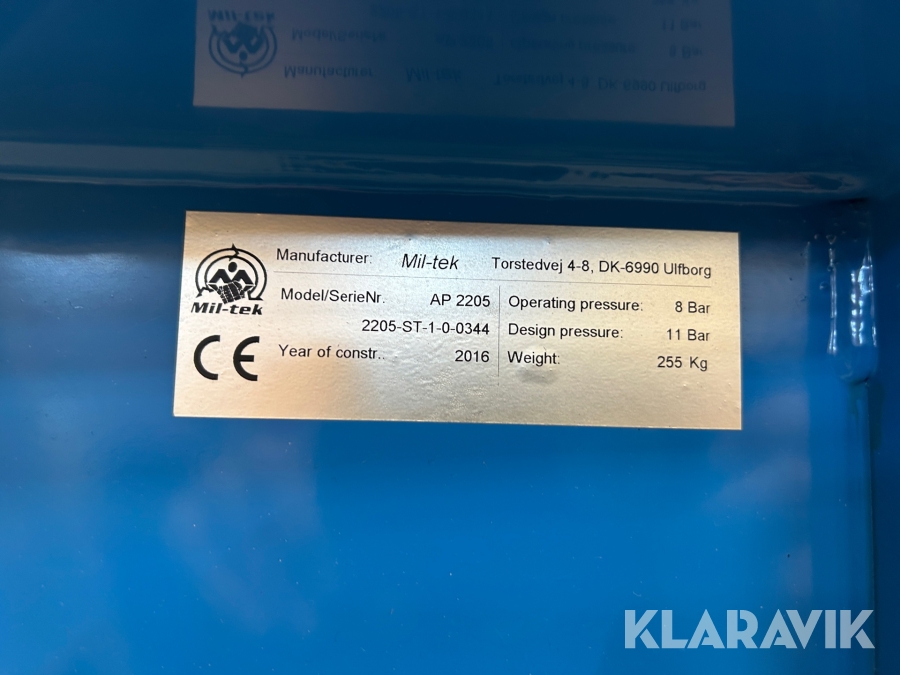 Manufacturer: Mil-tek Torstedvej 4-8, DK-6990 Ulfborg
Mil-tek
Model/SerieNr. AP 2205
2205-ST-1-0-0344
Year of constr.. 2016
Operating pressure: 8 Bar
Design pressure: 11 Bar
Weight: 255 Kg
CE
KLARAVIK